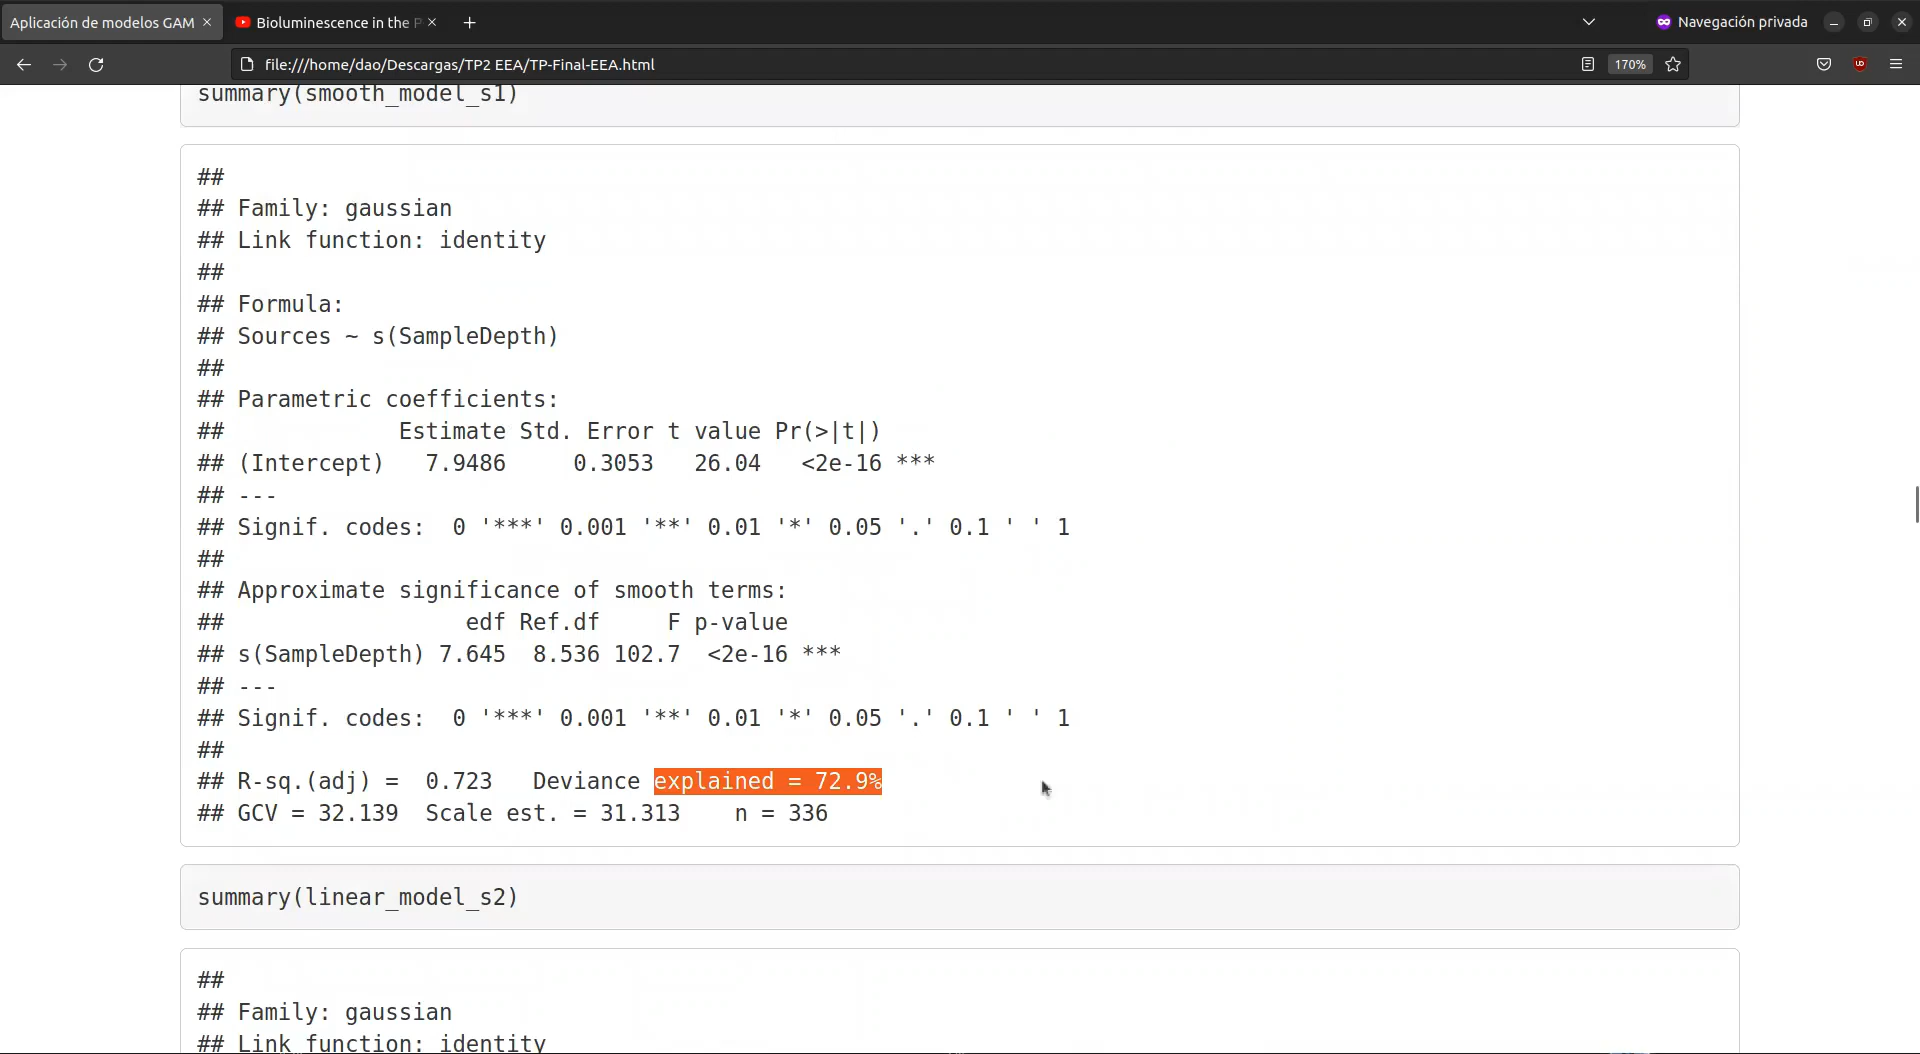 Aplicación de modelos GAM
Bioluminescence in the
Navegación privada
file:///home/dao/Descargas/TP2 EEA/TP-Final-EEA.html
170%
summary(smooth_model_s1)
##
## Family: gaussian
## Link function: identity
##
## Formula:
## Sources ~ s(SampleDepth)
##
## Parametric coefficients:
##             Estimate Std. Error t value Pr(>|t|)
## (Intercept)   7.9486     0.3053   26.04   <2e-16 ***
## ---
## Signif. codes:  0 '***' 0.001 '**' 0.01 '*' 0.05 '.' 0.1 ' ' 1
##
## Approximate significance of smooth terms:
##                  edf Ref.df     F p-value
## s(SampleDepth) 7.645  8.536 102.7  <2e-16 ***
## ---
## Signif. codes:  0 '***' 0.001 '**' 0.01 '*' 0.05 '.' 0.1 ' ' 1
##
## R-sq.(adj) =  0.723   Deviance explained = 72.9%
## GCV = 32.139  Scale est. = 31.313    n = 336
summary(linear_model_s2)
##
## Family: gaussian
## Link function: identity